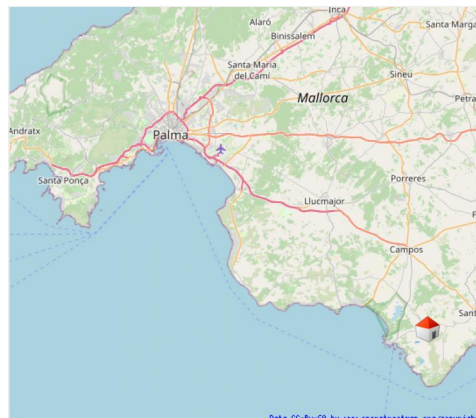 Inca
Alaró
Binissalem
Santa Marga
Santa Maria
del Camí
Sineu
Mallorca
Petra
Andratx
Palma
Santa Ponça
Porreres
Llucmajor
F
Campos
Sant